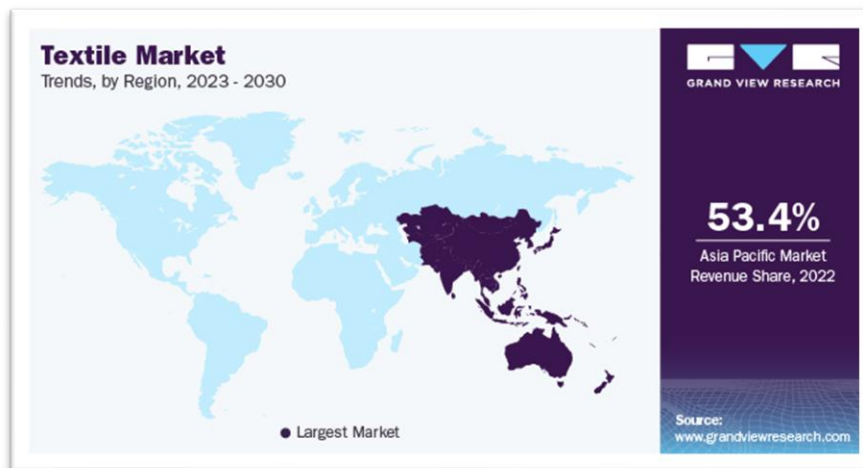 Textile Market
Trends, by Region, 2023 - 2030
Largest Market
GRAND VIEW RESEARCH
53.4%
Asia Pacific Market
Revenue Share, 2022
Source:
www.grandviewresearch.com